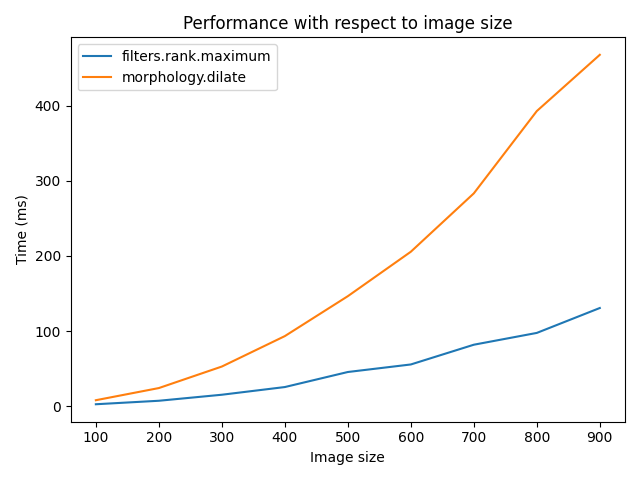 Performance with respect to image size
filters.rank.maximum
morphology.dilate
Time (ms)
400
300
200
100
0
100 200 300 400 500 600 700 800 900
Image size